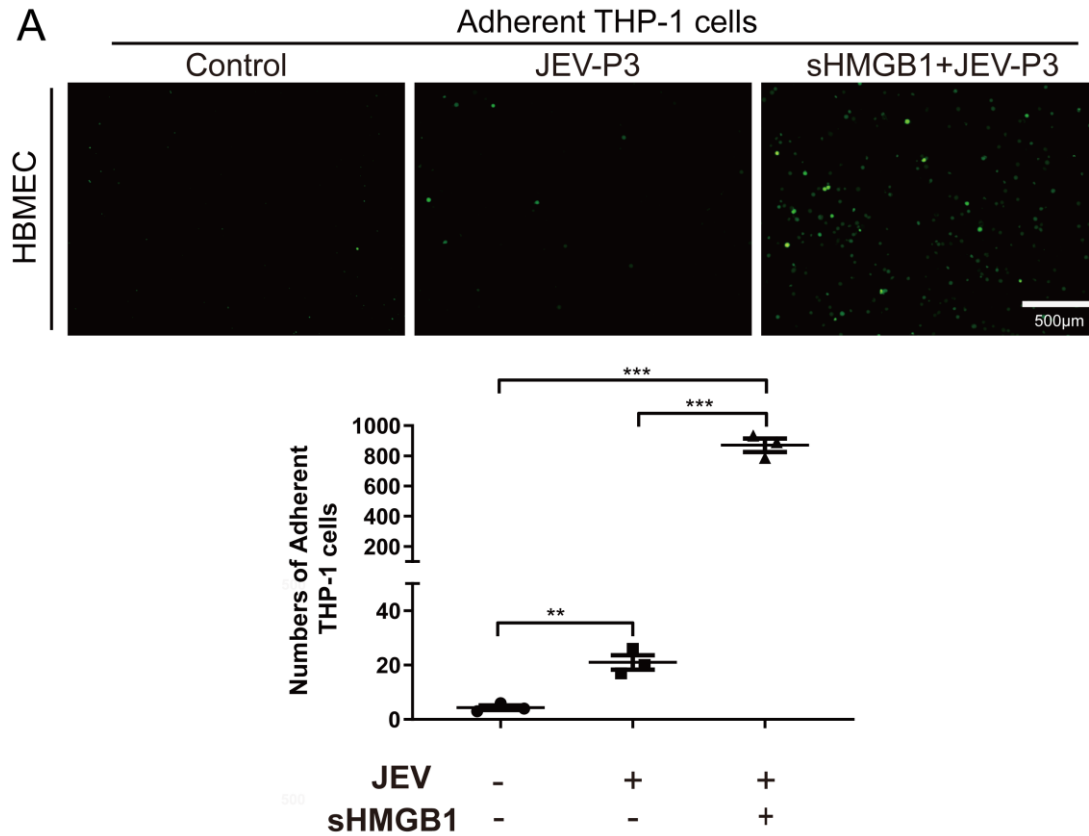 A
Adherent THP-1 cells
Control JEV-P3 sHMGB1+JEV-P3
HBMEC
500µm
***
***
1000
800
600
400
200
**
40
20
0
Numbers of Adherent
THP-1 cells
JEV - + +
sHMGB1 - - +
500